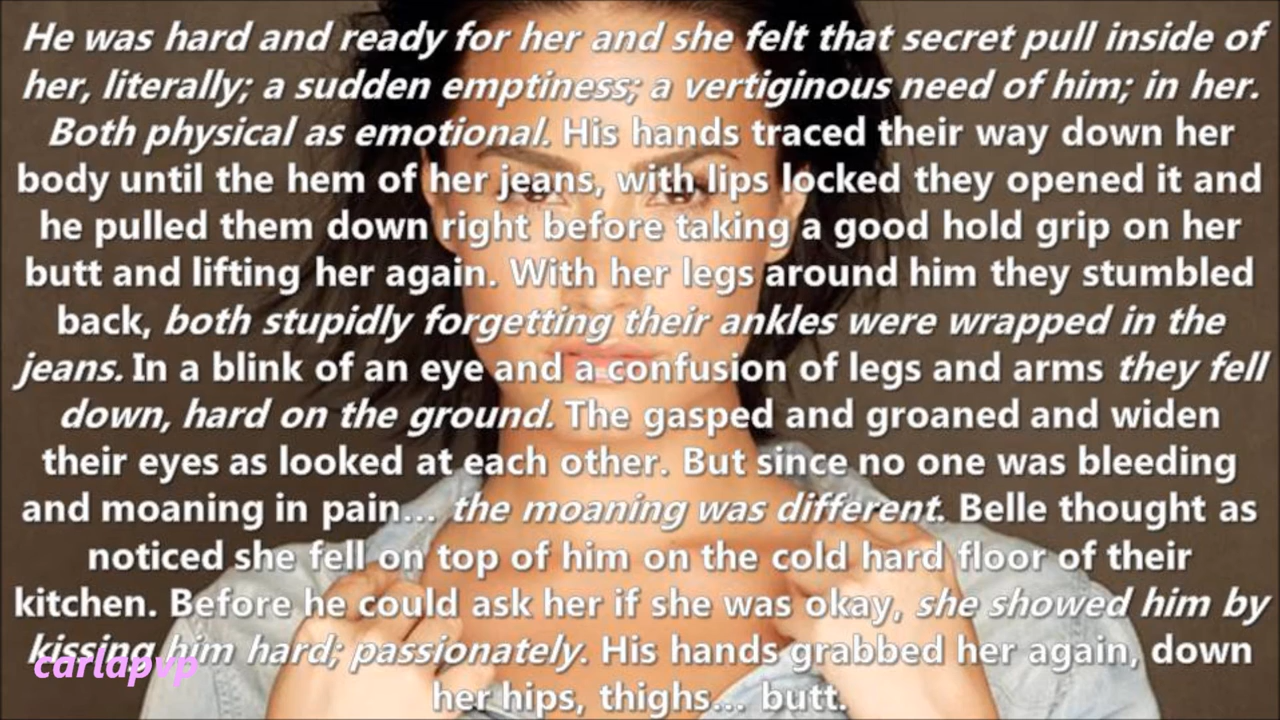 He was hard and ready for her and she felt that secret pull inside of
her, literally; a sudden emptiness; a vertiginous need of him; in her.
Both physical as emotional. His hands traced their way down her
body until the hem of her jeans, with lips locked they opened it and
he pulled them down right before taking a good hold grip on her
butt and lifting her again. With her legs around him they stumbled
back, both stupidly forgetting their ankles were wrapped in the
jeans. In a blink of an eye and a confusion of legs and arms they fell
down, hard on the ground. The gasped and groaned and widen
their eyes as looked at each other. But since no one was bleeding
and moaning in pain... the moaning was different. Belle thought as
noticed she fell on top of him on the cold hard floor of their
kitchen. Before he could ask her if she was okay, she showed him by
kissing him hard; passionately. His hands grabbed her again, down
her hips, thighs... butt.
carlapvp